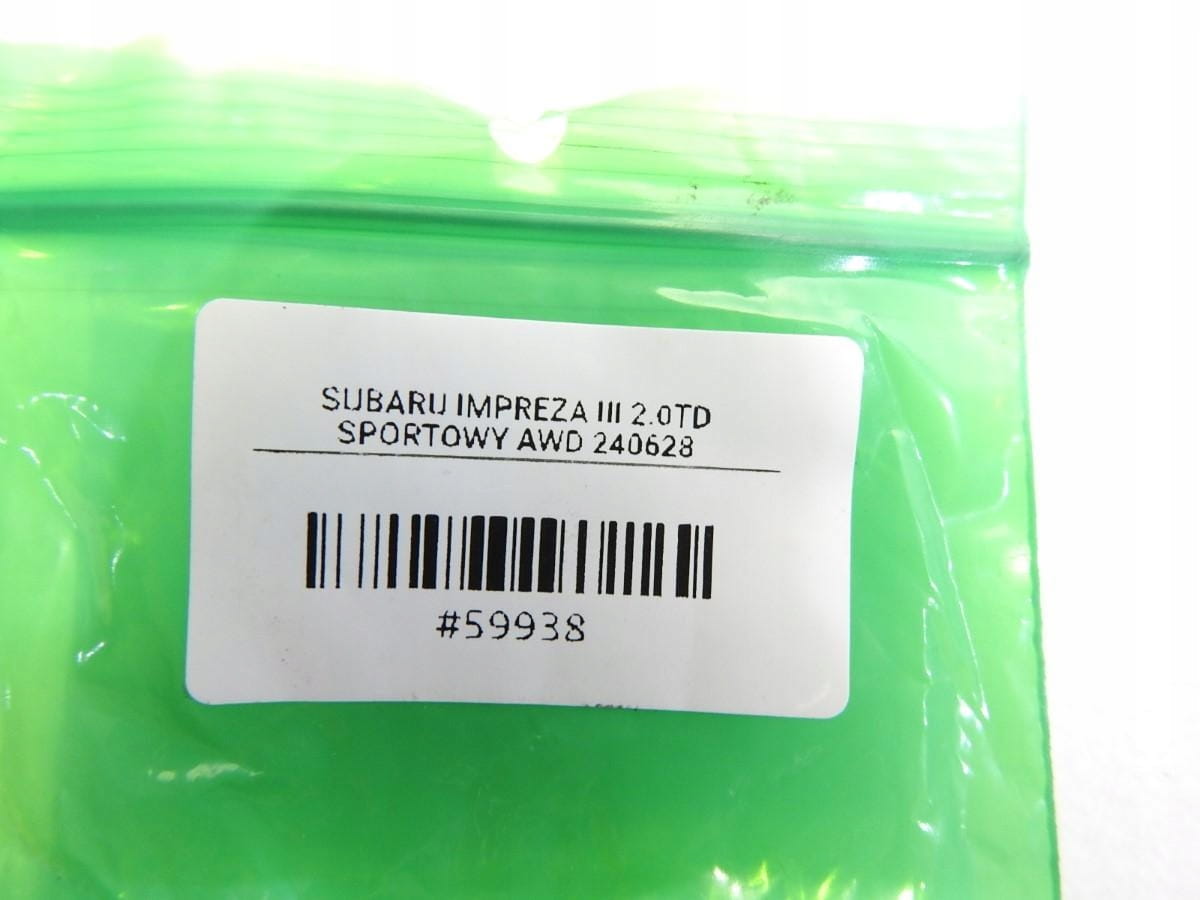 SUBARU IMPREZA III 2.0TD
SPORTOWY AWD 240628
#59938